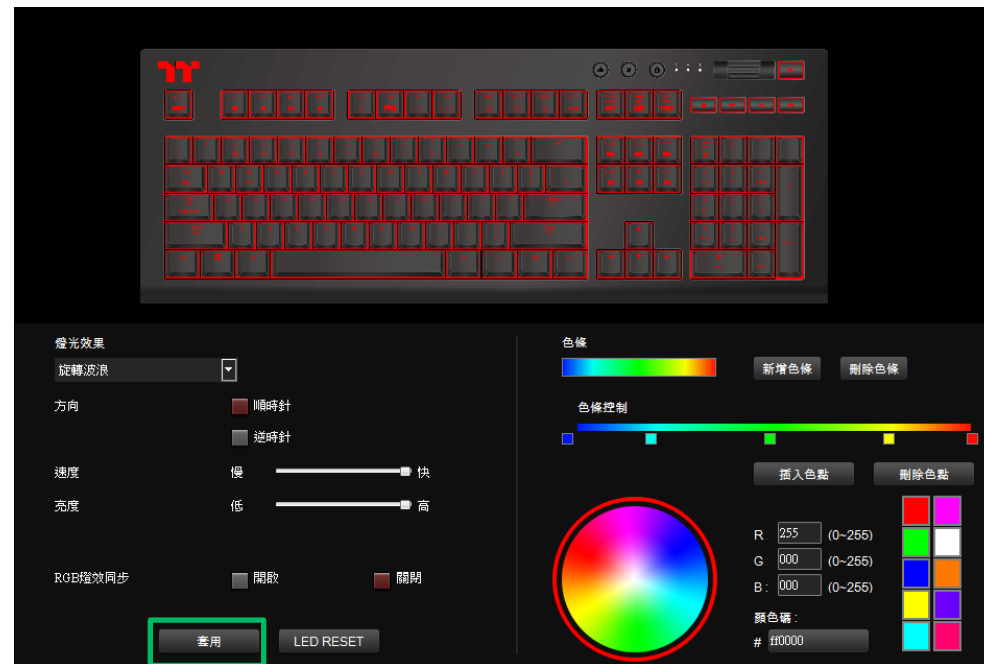 燈光效果
旋轉波浪
方向
順時針
逆時針
速度
慢
快
亮度
低
高
RGB燈效同步
開啟
關閉
套用
LED RESET
色條
新增色條
刪除色條
色條控制
插入色點
刪除色點
R 255 (0~255)
G 000 (0~255)
B : 000 (0~255)
顏色碼 :
# ff0000